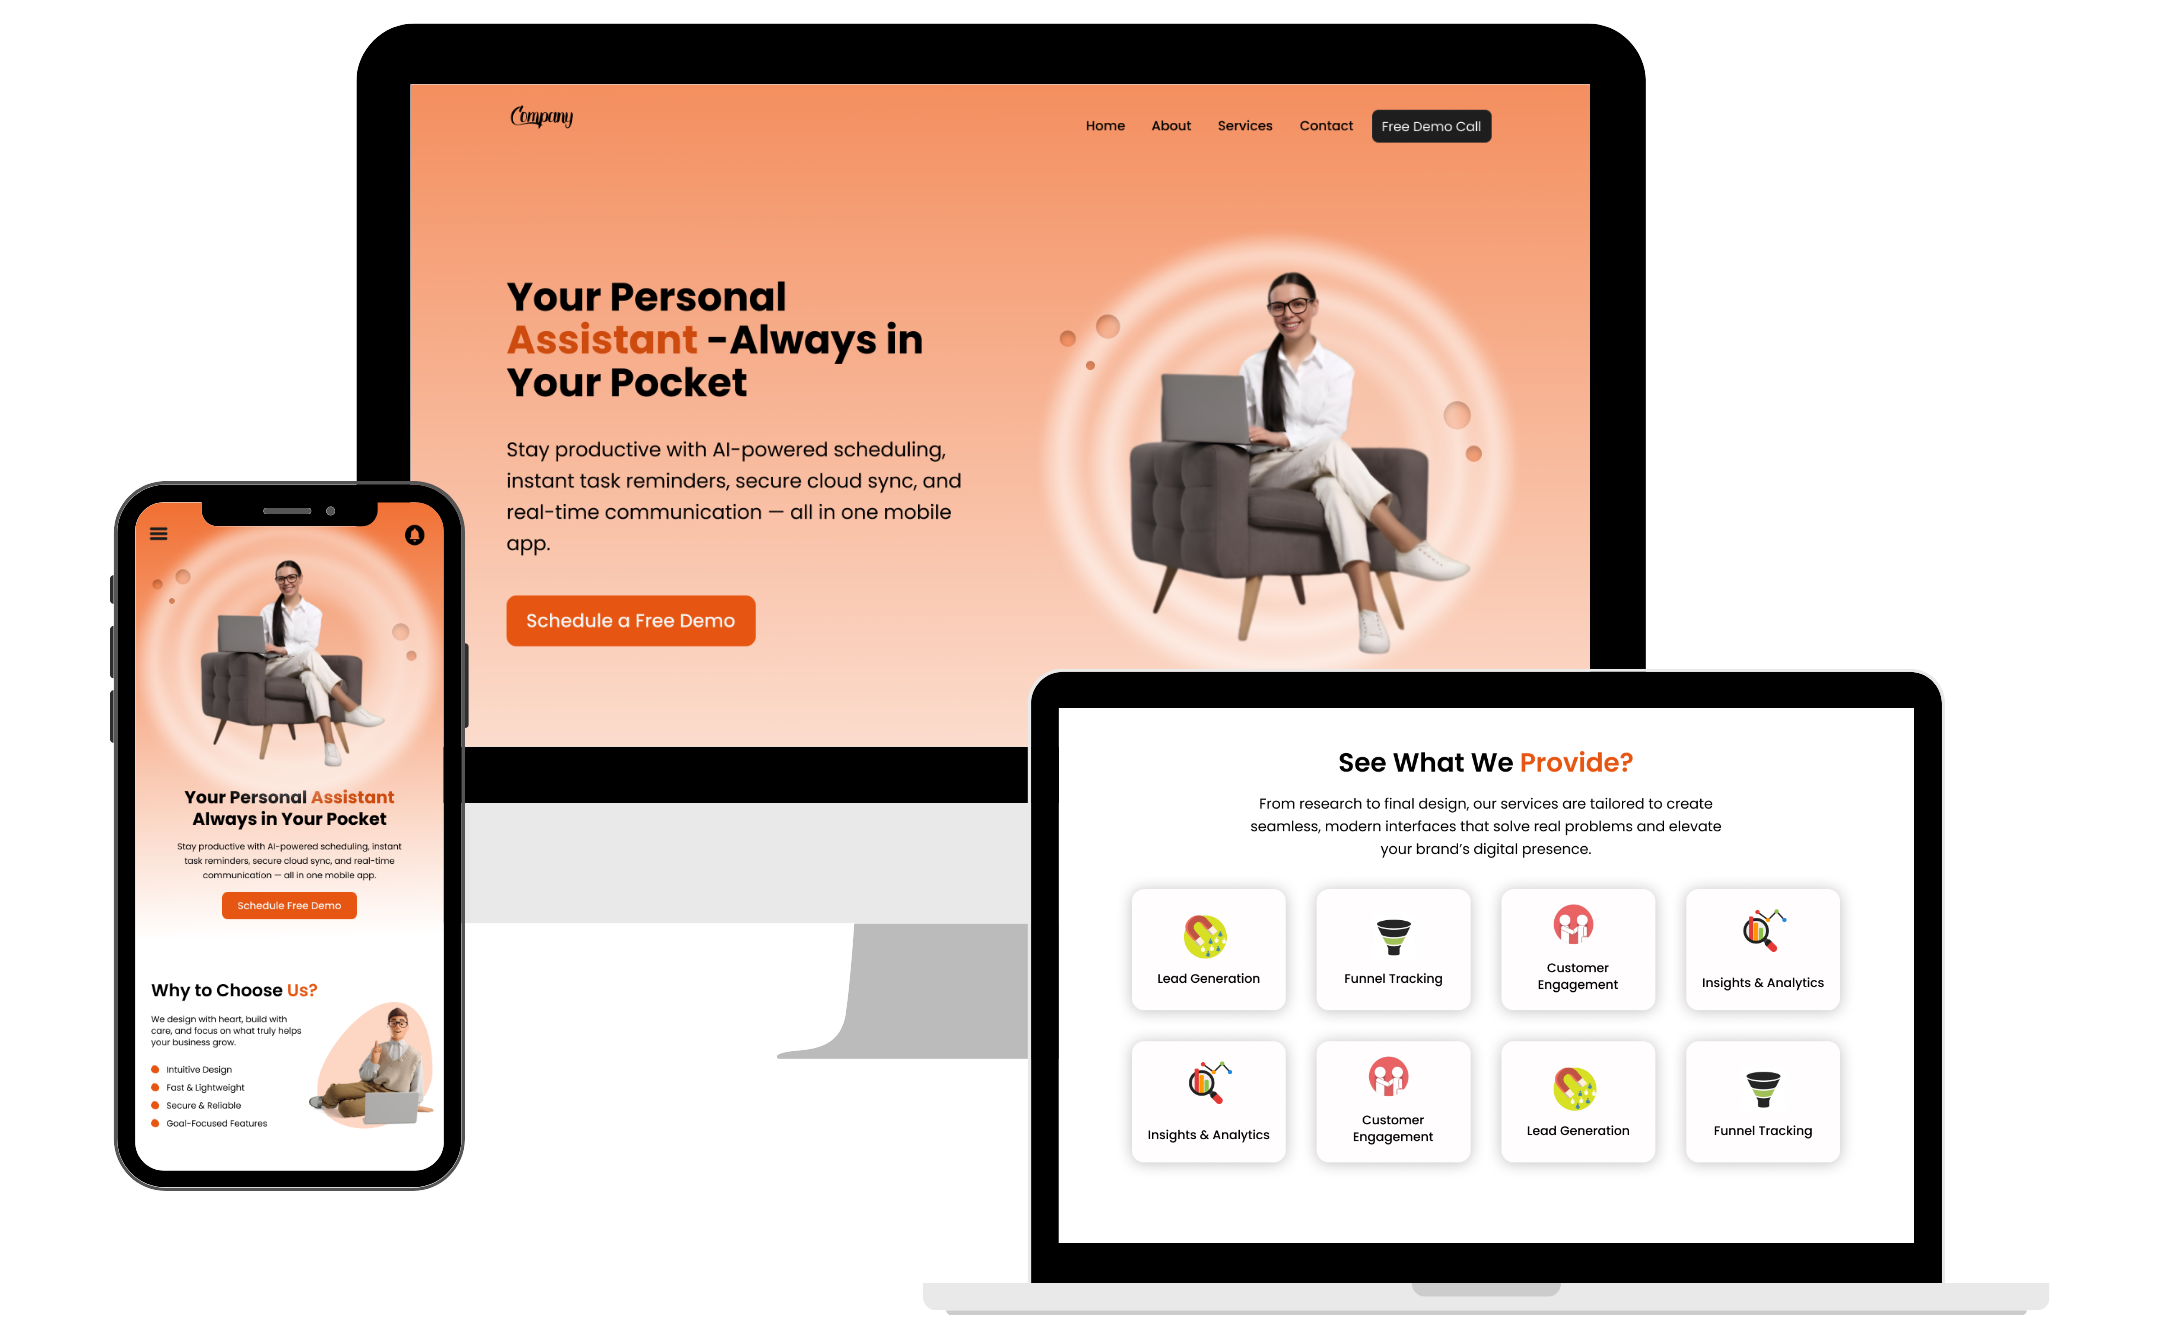 Company
Home About Services Contact Free Demo Call
Your Personal
Assistant -Always in
Your Pocket
Stay productive with AI-powered scheduling,
instant task reminders, secure cloud sync, and
real-time communication — all in one mobile
app.
Schedule a Free Demo
Your Personal Assistant
Always in Your Pocket
Stay productive with AI-powered scheduling, instant
task reminders, secure cloud sync, and real-time
communication — all in one mobile app.
Schedule Free Demo
Why to Choose Us?
We design with heart, build with
care, and focus on what truly helps
your business grow.
Intuitive Design
Fast & Lightweight
Secure & Reliable
Goal-Focused Features
See What We Provide?
From research to final design, our services are tailored to create
seamless, modern interfaces that solve real problems and elevate
your brand’s digital presence.
Lead Generation
Funnel Tracking
Customer
Engagement
Insights & Analytics
Insights & Analytics
Customer
Engagement
Lead Generation
Funnel Tracking